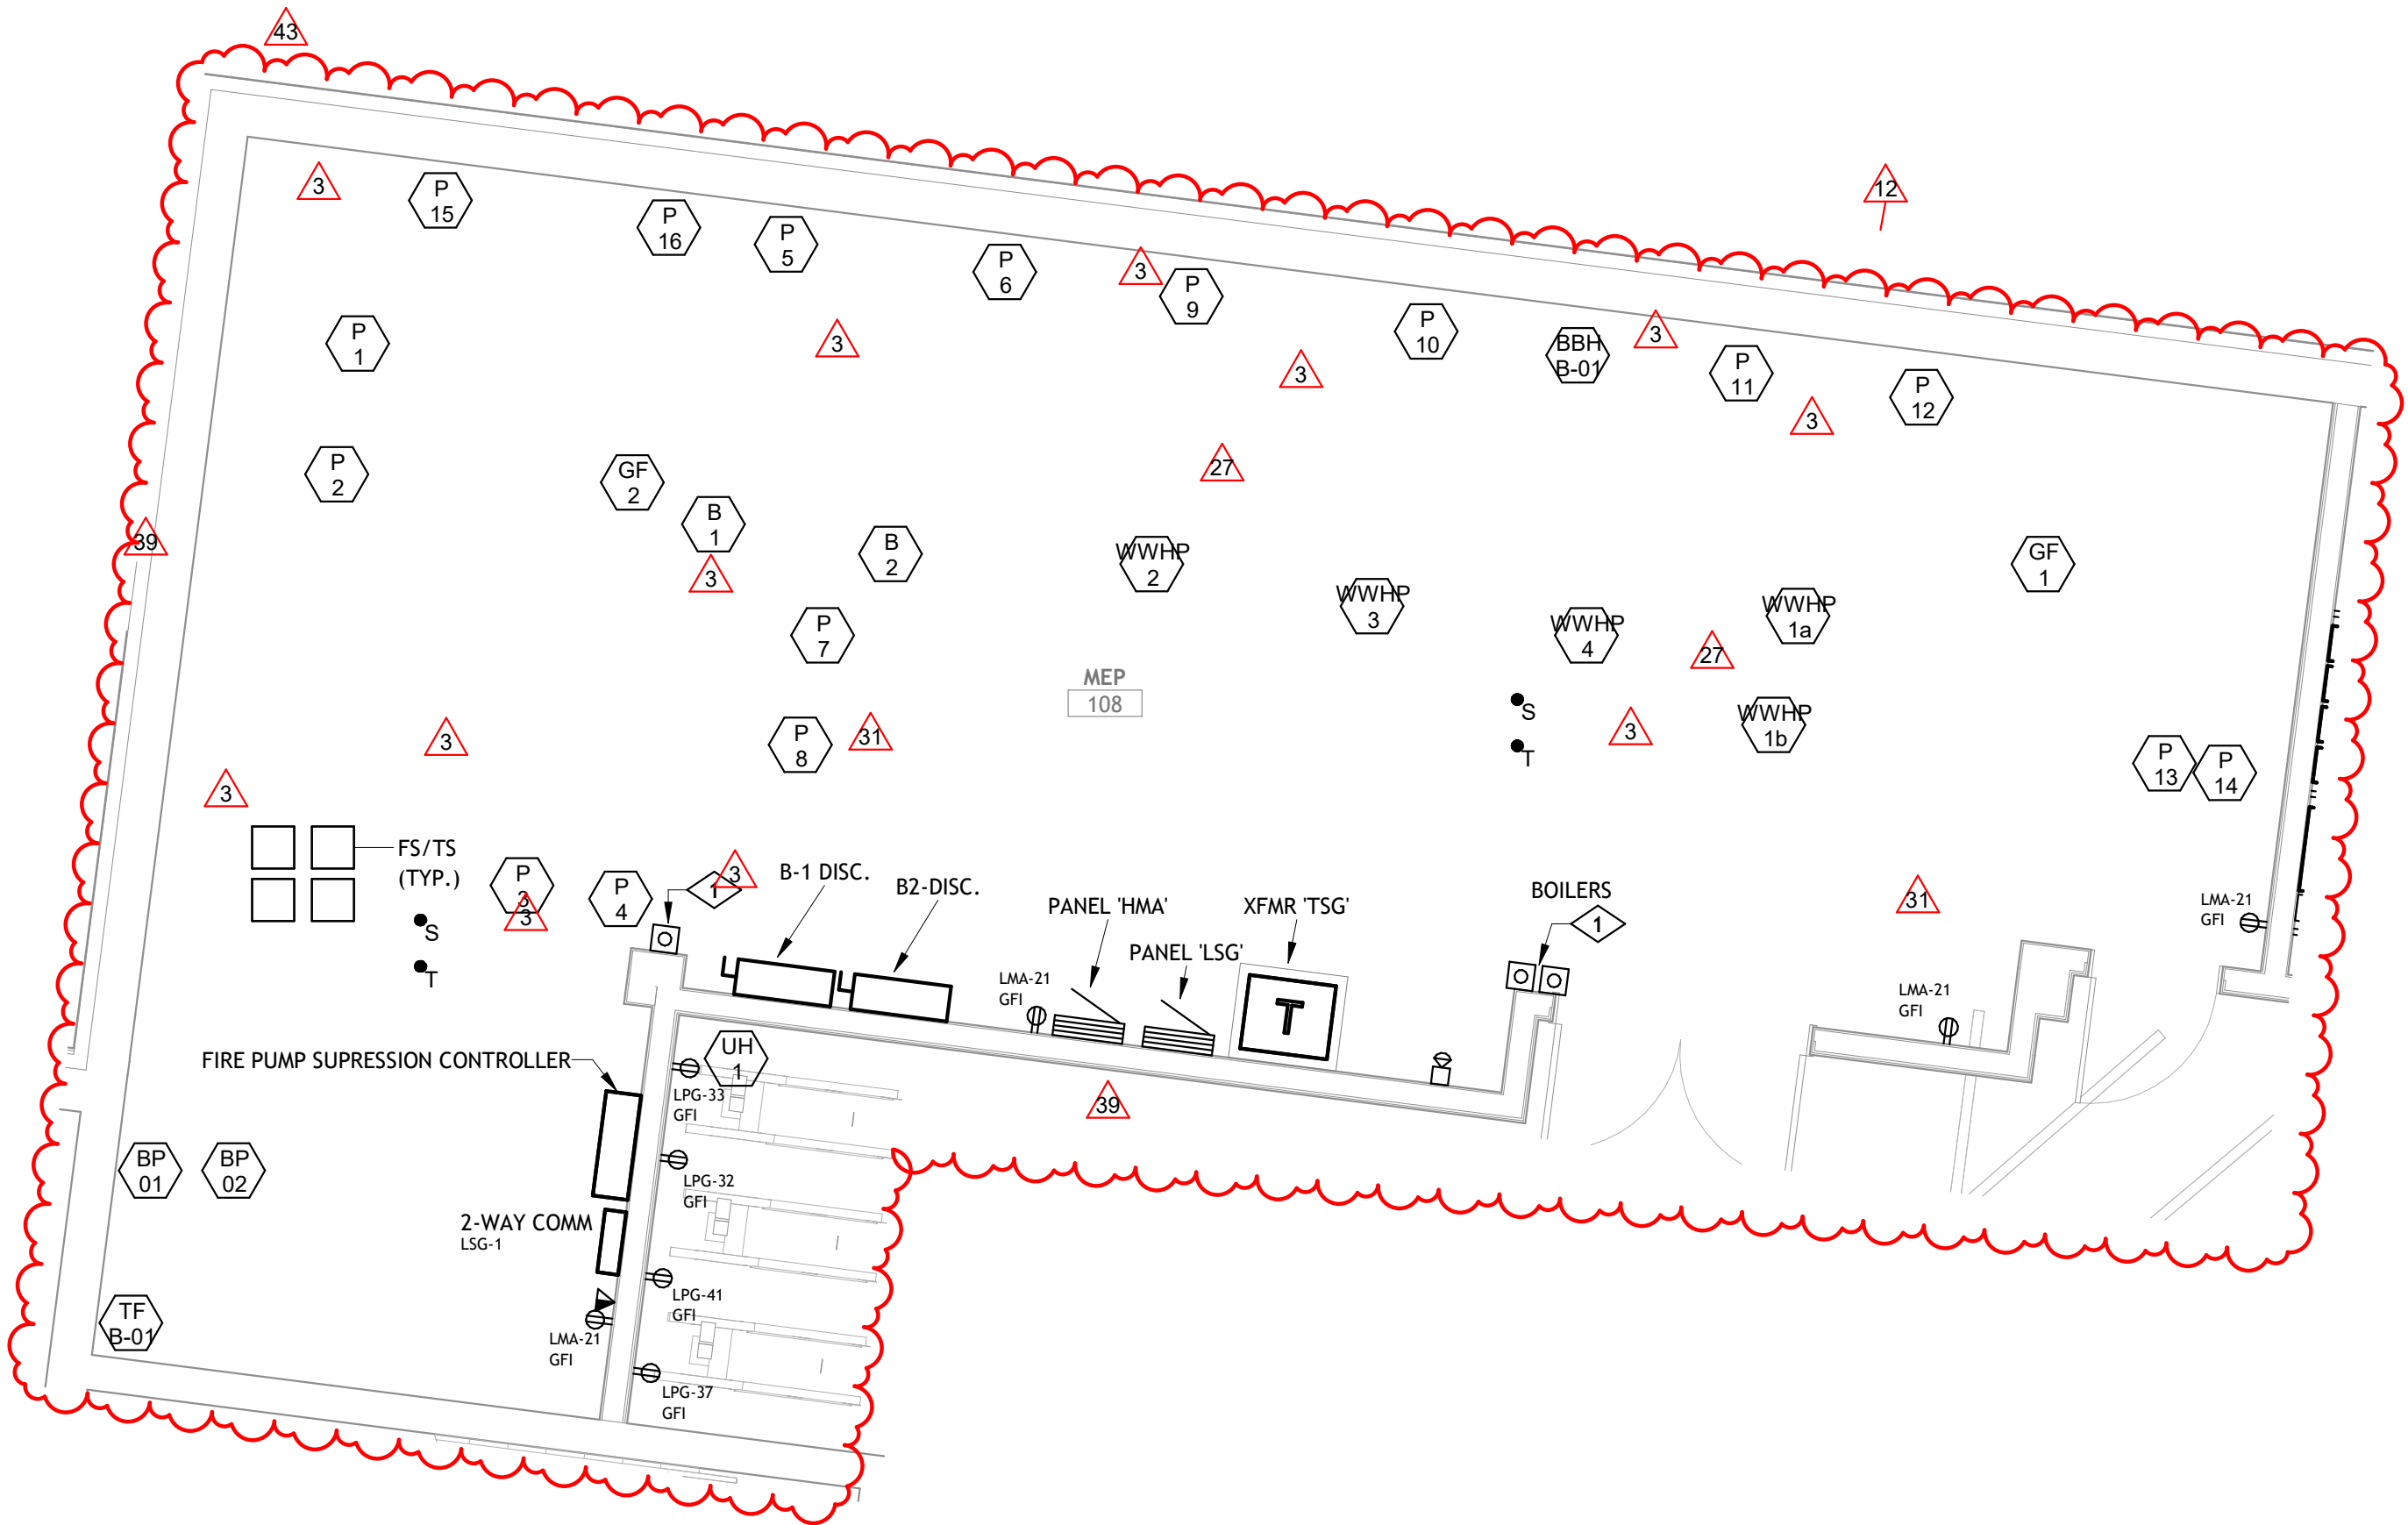 43
3
12
P
15
P
16
P
5
P
6
3
P
9
P
10
BBH
B-01
3
P
11
P
12
P
1
3
3
3
P
2
GF
2
27
B
1
3
B
2
39
WWHP
2
WWHP
3
WWHP
4
WWHP
1a
GF
1
P
7
27
MEP
108
S
T
3
WWHP
1b
P
8
31
3
P
13
P
14
3
FS/TS
(TYP.)
P
3
3
P
4
1
3
B-1 DISC.
B2-DISC.
PANEL 'HMA'
XFMR 'TSG'
PANEL 'LSG'
BOILERS
1
31
LMA-21
GFI
S
T
LMA-21
GFI
T
LMA-21
GFI
FIRE PUMP SUPRESSION CONTROLLER
UH
1
LPG-33
GFI
39
BP
01
BP
02
LPG-32
GFI
2-WAY COMM
LSG-1
LPG-41
GFI
TF
B-01
LMA-21
GFI
LPG-37
GFI